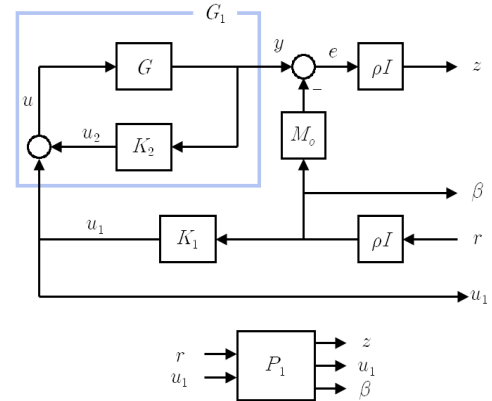 G₁
G
y
e
ρI
z
u
−
u₂
K₂
Mₒ
β
u₁
K₁
ρI
r
u₁
r
u₁
P₁
z
u₁
β